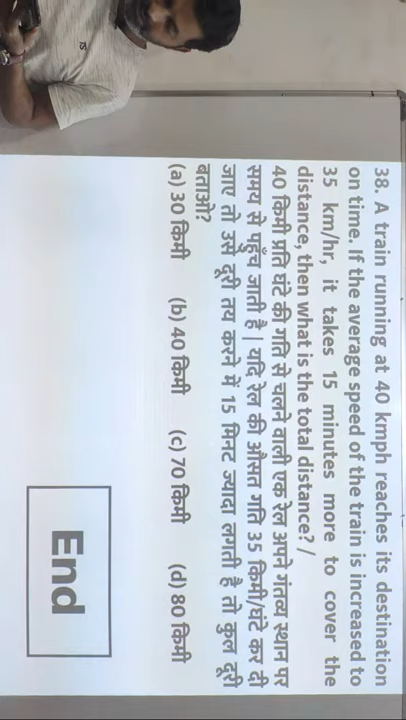 38. A train running at 40 kmph reaches its destination
on time. If the average speed of the train is increased to
35 km/hr, it takes 15 minutes more to cover the
distance, then what is the total distance? /
40 किमी प्रति घंटे की गति से चलने वाली एक रेल अपने गंतव्य स्थान पर
समय से पहुँच जाती है | यदि रेल की औसत गति 35 किमी/घंटे कर दी
जाए तो उसे दूरी तय करने में 15 मिनट ज्यादा लगती है तो कुल दूरी
बताओ?
(a) 30 किमी (b) 40 किमी (c) 70 किमी (d) 80 किमी
End